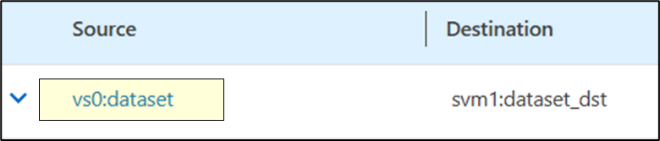 Source Destination
vs0:dataset svm1:dataset_dst